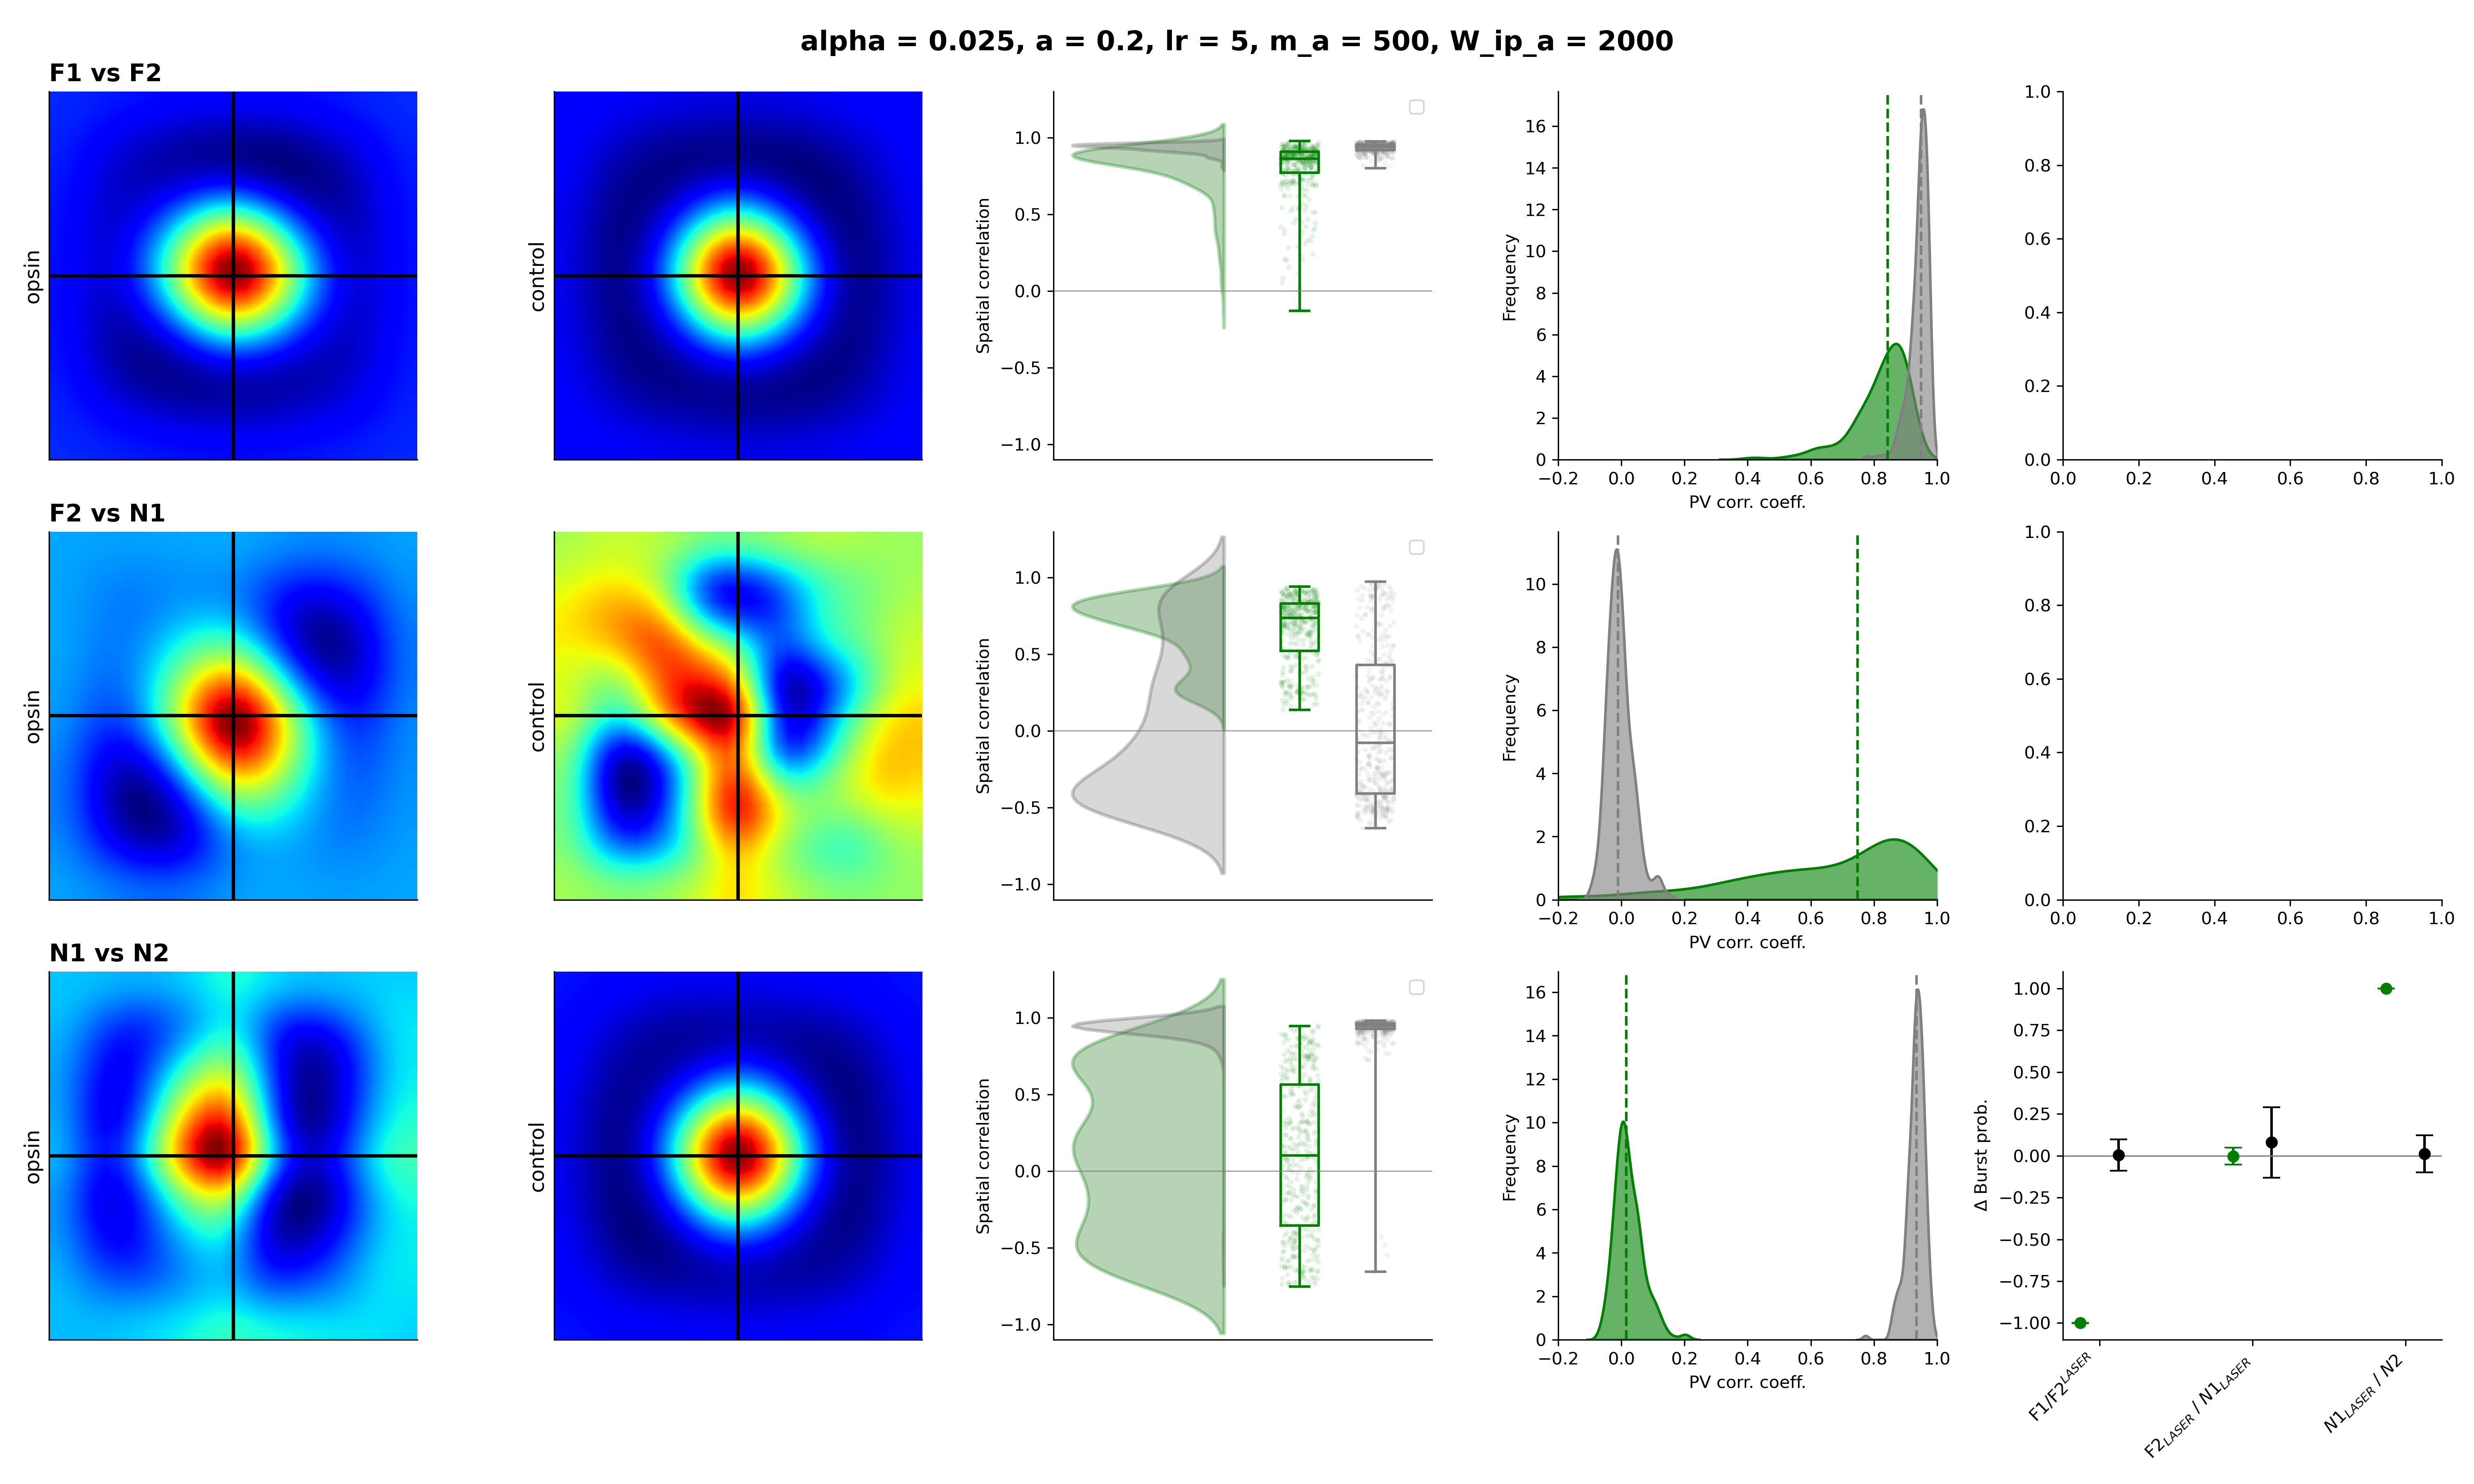 alpha = 0.025, a = 0.2, lr = 5, m_a = 500, W_ip_a = 2000
F1 vs F2
opsin
control
Spatial correlation
1.0
0.5
0.0
−0.5
−1.0
Frequency
16
14
12
10
8
6
4
2
0
−0.2 0.0 0.2 0.4 0.6 0.8 1.0
PV corr. coeff.
1.0
0.8
0.6
0.4
0.2
0.0
0.0 0.2 0.4 0.6 0.8 1.0
F2 vs N1
opsin
control
Spatial correlation
1.0
0.5
0.0
−0.5
−1.0
Frequency
10
8
6
4
2
0
−0.2 0.0 0.2 0.4 0.6 0.8 1.0
PV corr. coeff.
1.0
0.8
0.6
0.4
0.2
0.0
0.0 0.2 0.4 0.6 0.8 1.0
N1 vs N2
opsin
control
Spatial correlation
1.0
0.5
0.0
−0.5
−1.0
Frequency
16
14
12
10
8
6
4
2
0
−0.2 0.0 0.2 0.4 0.6 0.8 1.0
PV corr. coeff.
Δ Burst prob.
1.00
0.75
0.50
0.25
0.00
−0.25
−0.50
−0.75
−1.00
F1/F2^LASER
F2_LASER / N1_LASER
N1_LASER / N2